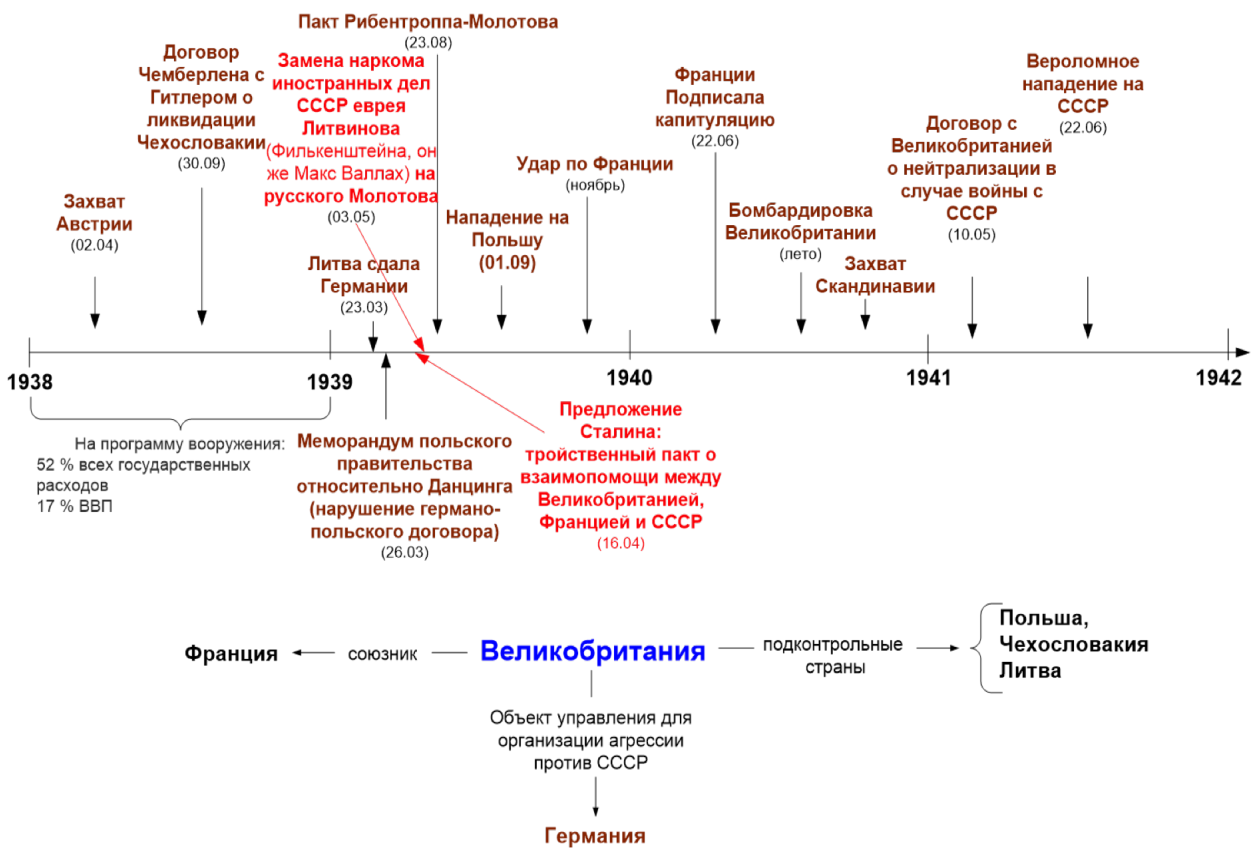 Пакт Рибентроппа-Молотова
(23.08)
Договор
Чемберлена с
Гитлером о
ликвидации
Чехословакии
(30.09)
Замена наркома
иностранных дел
СССР еврея
Литвинова
(Филькенштейна, он
же Макс Валлах) на
русского Молотова
(03.05)
Франции
Подписала
капитуляцию
(22.06)
Вероломное
нападение на
СССР
(22.06)
Договор с
Великобританией
о нейтрализации в
случае войны с
СССР
(10.05)
Удар по Франции
(ноябрь)
Захват
Австрии
(02.04)
Нападение на
Польшу
(01.09)
Бомбардировка
Великобритании
(лето)
Литва сдала
Германии
(23.03)
Захват
Скандинавии
1938
1939
1940
1941
1942
На программу вооружения:
52 % всех государственных
расходов
17 % ВВП
Меморандум польского
правительства
относительно Данцинга
(нарушение германо-
польского договора)
(26.03)
Предложение
Сталина:
тройственный пакт о
взаимопомощи между
Великобританией,
Францией и СССР
(16.04)
Франция
союзник
Великобритания
подконтрольные
страны
Польша,
Чехословакия
Литва
Объект управления для
организации агрессии
против СССР
Германия